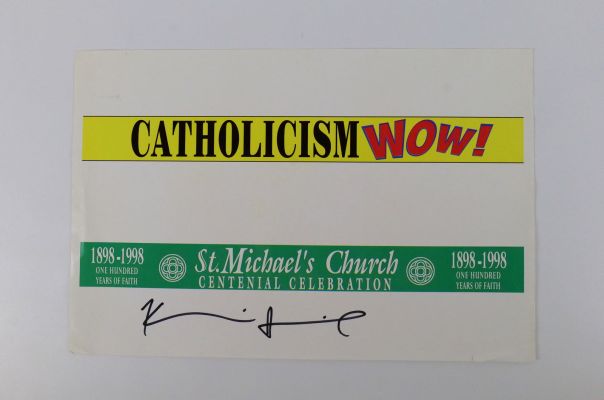 CATHOLICISM WOW!
1898-1998
ONE HUNDRED
YEARS OF FAITH
St. Michael's Church
CENTENIAL CELEBRATION
1898-1998
ONE HUNDRED
YEARS OF FAITH